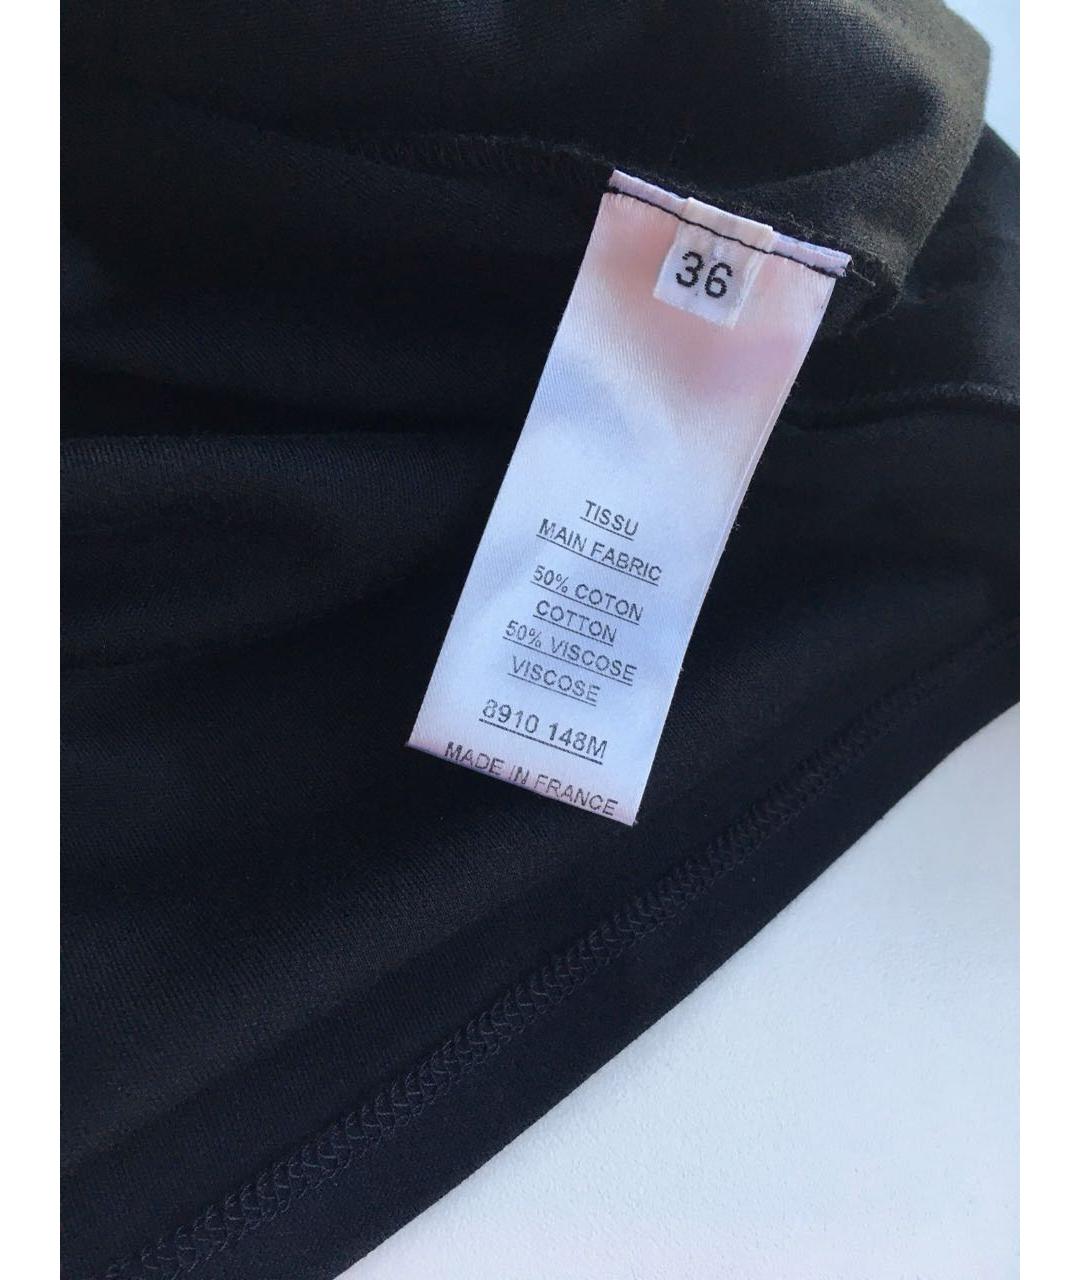 36
TISSU
MAIN FABRIC
50% COTON
COTTON
50% VISCOSE
VISCOSE
8910 148M
MADE IN FRANCE